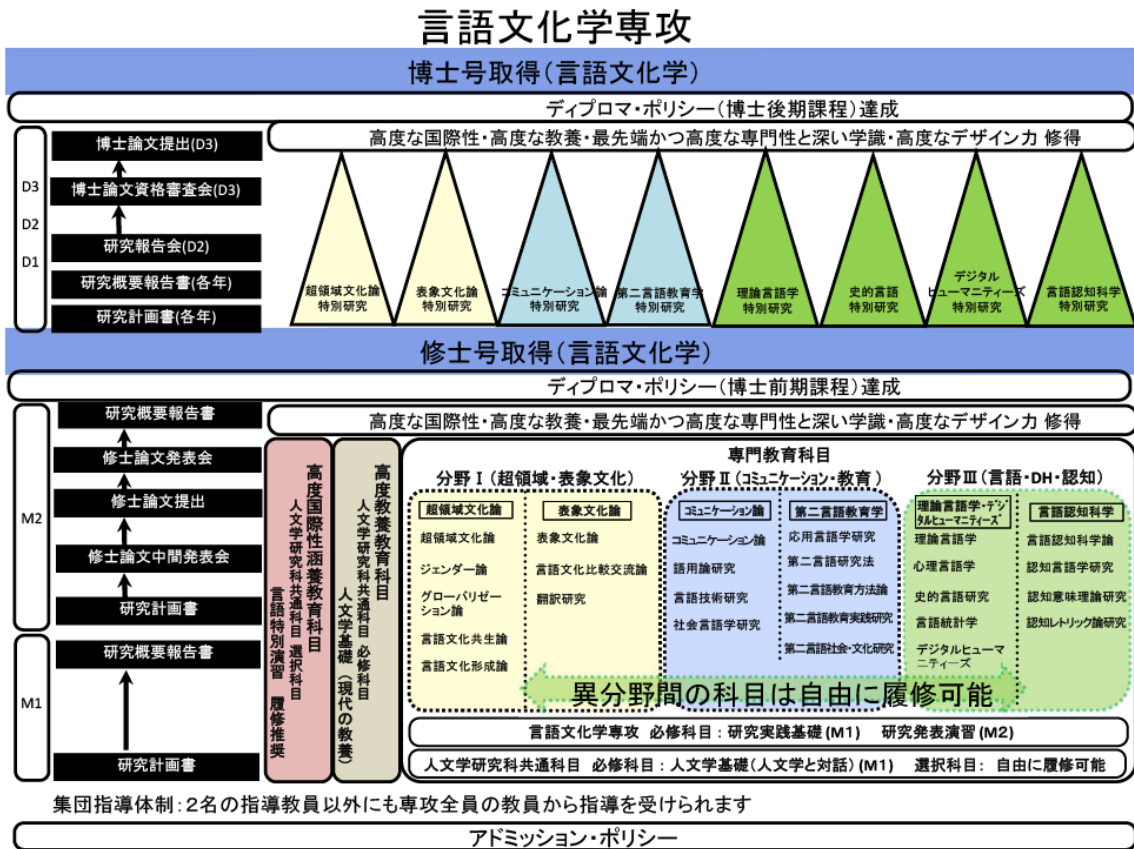 言語文化学専攻
博士号取得(言語文化学)
ディプロマ・ポリシー(博士後期課程)達成
高度な国際性・高度な教養・最先端かつ高度な専門性と深い学識・高度なデザイン力 修得
D3
D2
D1
博士論文提出(D3)
博士論文資格審査会(D3)
研究報告会(D2)
研究概要報告書(各年)
研究計画書(各年)
超領域文化論
特別研究
表象文化論
特別研究
コミュニケーション論
特別研究
第二言語教育学
特別研究
理論言語学
特別研究
史的言語
特別研究
デジタル
ヒューマニティーズ
特別研究
言語認知科学
特別研究
修士号取得(言語文化学)
ディプロマ・ポリシー(博士前期課程)達成
高度な国際性・高度な教養・最先端かつ高度な専門性と深い学識・高度なデザイン力 修得
M2
研究概要報告書
修士論文発表会
修士論文提出
修士論文中間発表会
研究計画書
M1
研究概要報告書
研究計画書
高度国際性涵養教育科目
人文学研究科共通科目 選択科目
言語特別演習 履修推奨
高度教養教育科目
人文学研究科共通科目 必修科目
人文学基礎(現代の教養)
専門教育科目
分野Ⅰ(超領域・表象文化)
超領域文化論
超領域文化論
ジェンダー論
グローバリゼー
ション論
言語文化共生論
言語文化形成論
表象文化論
表象文化論
言語文化比較交流論
翻訳研究
分野Ⅱ(コミュニケーション・教育)
コミュニケーション論
コミュニケーション論
語用論研究
言語技術研究
社会言語学研究
第二言語教育学
応用言語学研究
第二言語研究法
第二言語教育方法論
第二言語教育実践研究
第二言語社会・文化研究
分野Ⅲ(言語・DH・認知)
理論言語学・デジ
タルヒューマニティーズ
理論言語学
心理言語学
史的言語研究
言語統計学
デジタルヒューマ
ニティーズ
言語認知科学
言語認知科学論
認知言語学研究
認知意味理論研究
認知レトリック論研究
異分野間の科目は自由に履修可能
言語文化学専攻 必修科目:研究実践基礎(M1) 研究発表演習(M2)
人文学研究科共通科目 必修科目:人文学基礎(人文学と対話)(M1) 選択科目: 自由に履修可能
集団指導体制:2名の指導教員以外にも専攻全員の教員から指導を受けられます
アドミッション・ポリシー